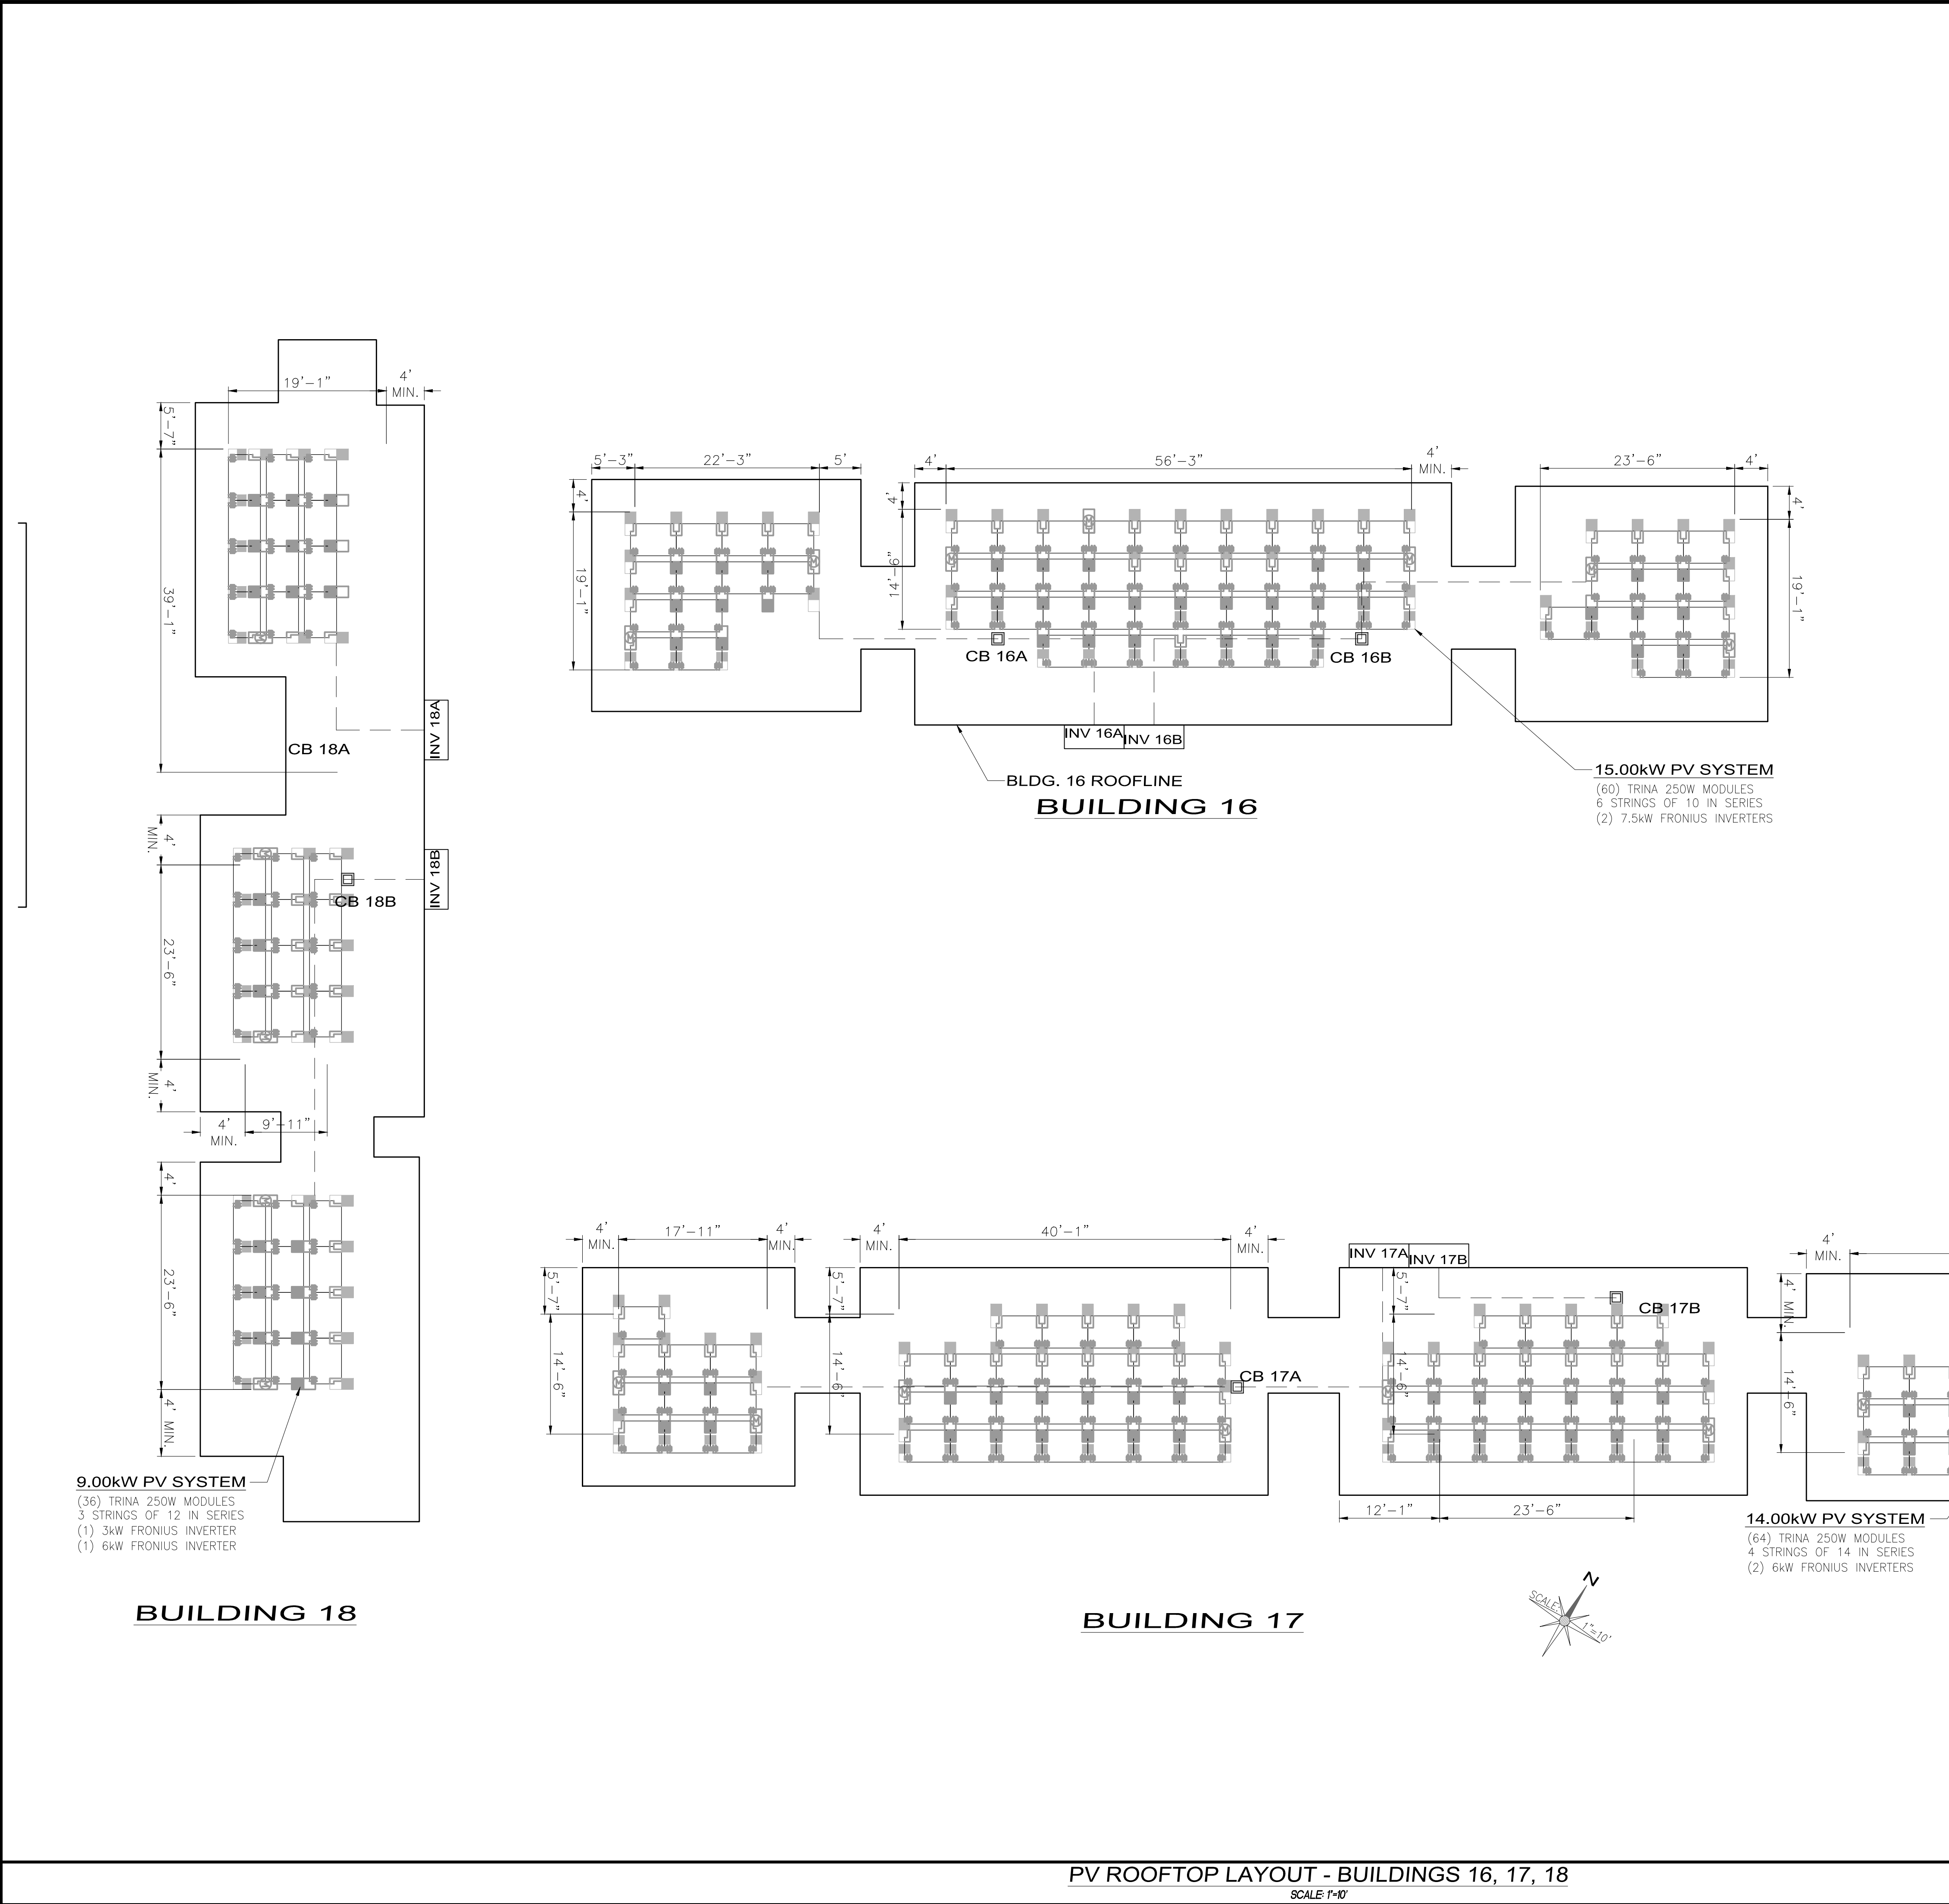 19'-1"
4'
MIN.
5'-7"
39'-1"
CB 18A
INV 18A
4'
MIN.
INV 18B
CB 18B
23'-6"
4'
MIN.
4'
MIN.
9'-11"
4'
23'-6"
4' MIN.
9.00kW PV SYSTEM
(36) TRINA 250W MODULES
3 STRINGS OF 12 IN SERIES
(1) 3kW FRONIUS INVERTER
(1) 6kW FRONIUS INVERTER
BUILDING 18
5'-3"
22'-3"
5'
4'
56'-3"
4'
MIN.
23'-6"
4'
4'
19'-1"
4'
14'-6"
4'
19'-1"
M
M
M
M
M
M
CB 16A
CB 16B
INV 16A
INV 16B
BLDG. 16 ROOFLINE
BUILDING 16
15.00kW PV SYSTEM
(60) TRINA 250W MODULES
6 STRINGS OF 10 IN SERIES
(2) 7.5kW FRONIUS INVERTERS
4'
MIN.
17'-11"
4'
MIN.
4'
MIN.
40'-1"
4'
MIN.
INV 17A
INV 17B
4'
MIN.
5'-7"
14'-6"
5'-7"
14'-6"
5'-7"
14'-6"
4' MIN.
14'-6"
M
M
M
M
M
M
M
CB 17A
CB 17B
12'-1"
23'-6"
14.00kW PV SYSTEM
(64) TRINA 250W MODULES
4 STRINGS OF 14 IN SERIES
(2) 6kW FRONIUS INVERTERS
BUILDING 17
N
SCALE:
1"=10'
PV ROOFTOP LAYOUT - BUILDINGS 16, 17, 18
SCALE: 1"=10'